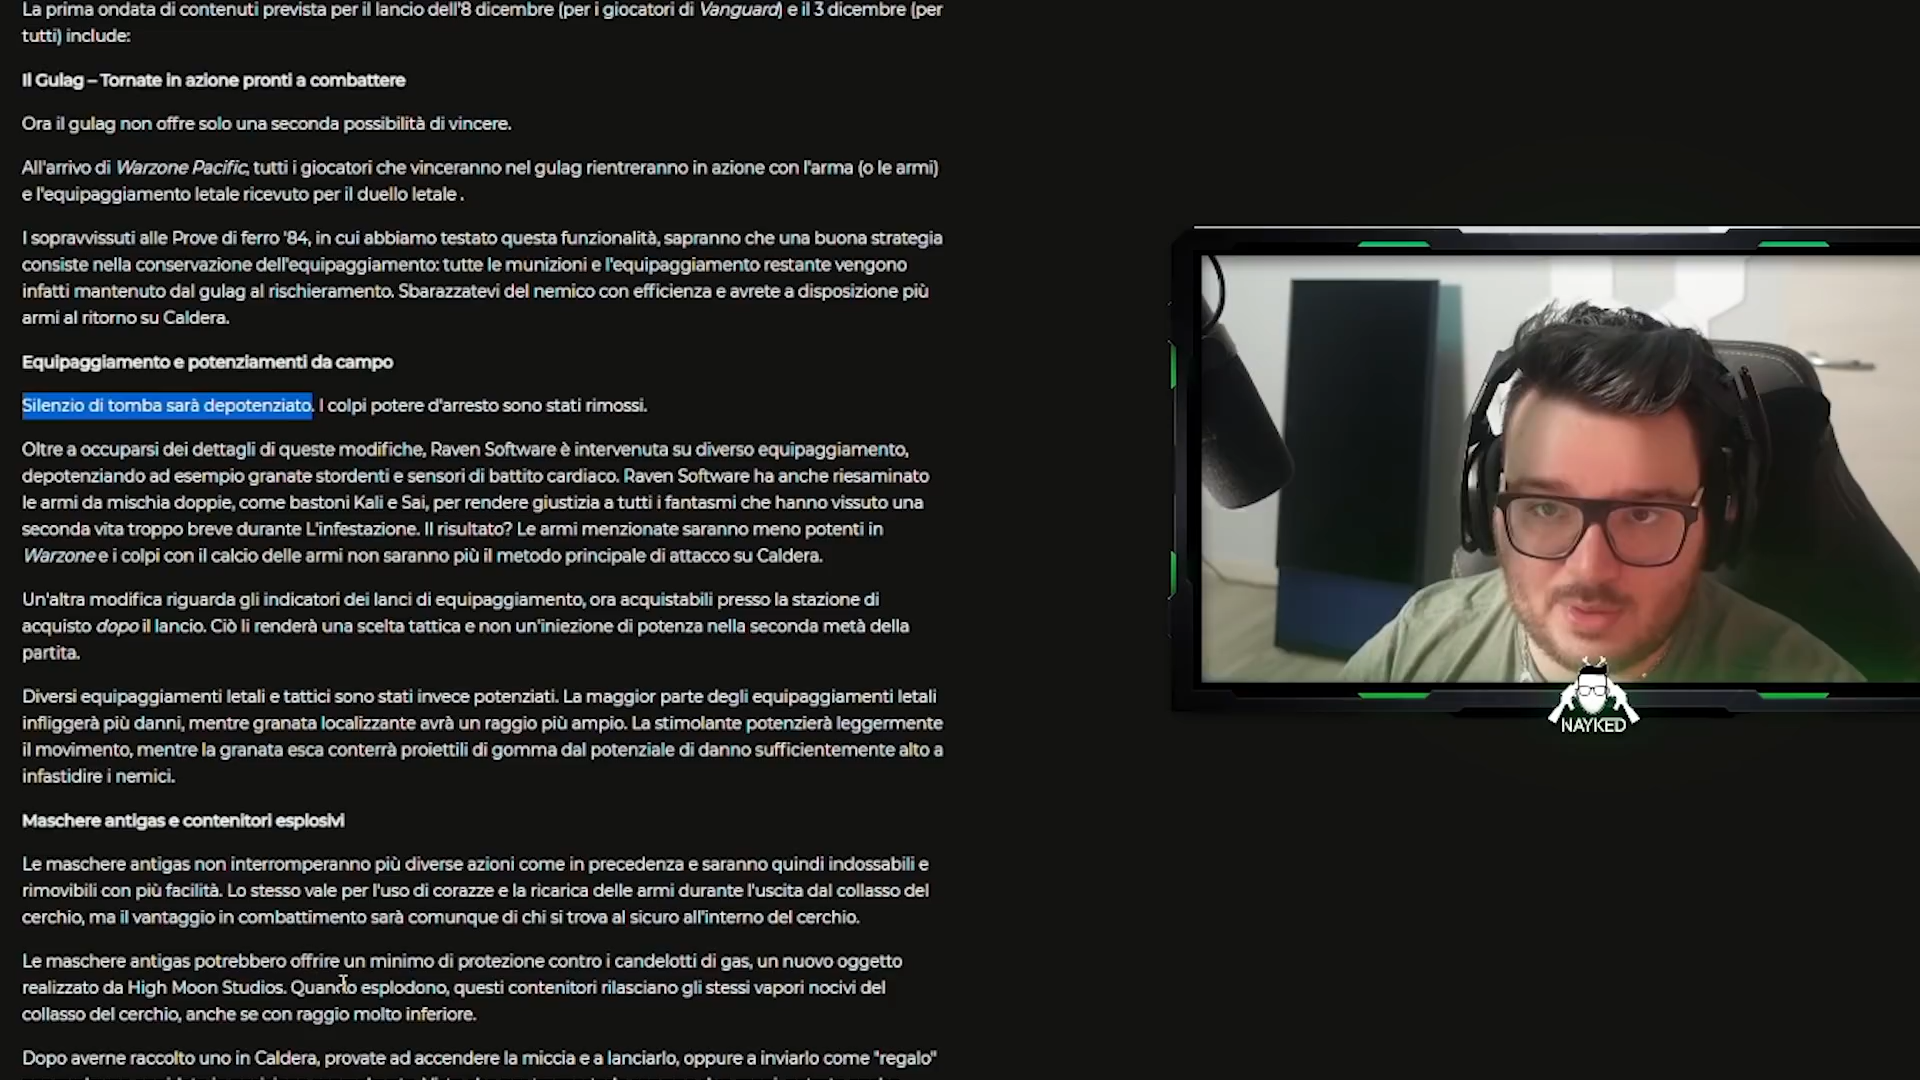 La prima ondata di contenuti prevista per il lancio dell'8 dicembre (per i giocatori di Vanguard) e il 3 dicembre (per
tutti) include:
Il Gulag – Tornate in azione pronti a combattere
Ora il gulag non offre solo una seconda possibilità di vincere.
All'arrivo di Warzone Pacific, tutti i giocatori che vinceranno nel gulag rientreranno in azione con l'arma (o le armi)
e l'equipaggiamento letale ricevuto per il duello letale .
I sopravvissuti alle Prove di ferro '84, in cui abbiamo testato questa funzionalità, sapranno che una buona strategia
consiste nella conservazione dell'equipaggiamento: tutte le munizioni e l'equipaggiamento restante vengono
infatti mantenuto dal gulag al rischieramento. Sbarazzatevi del nemico con efficienza e avrete a disposizione più
armi al ritorno su Caldera.
Equipaggiamento e potenziamenti da campo
Silenzio di tomba sarà depotenziato. I colpi potere d'arresto sono stati rimossi.
Oltre a occuparsi dei dettagli di queste modifiche, Raven Software è intervenuta su diverso equipaggiamento,
depotenziando ad esempio granate stordenti e sensori di battito cardiaco. Raven Software ha anche riesaminato
le armi da mischia doppie, come bastoni Kali e Sai, per rendere giustizia a tutti i fantasmi che hanno vissuto una
seconda vita troppo breve durante L'infestazione. Il risultato? Le armi menzionate saranno meno potenti in
Warzone e i colpi con il calcio delle armi non saranno più il metodo principale di attacco su Caldera.
Un'altra modifica riguarda gli indicatori dei lanci di equipaggiamento, ora acquistabili presso la stazione di
acquisto dopo il lancio. Ciò li renderà una scelta tattica e non un'iniezione di potenza nella seconda metà della
partita.
Diversi equipaggiamenti letali e tattici sono stati invece potenziati. La maggior parte degli equipaggiamenti letali
infliggerà più danni, mentre granata localizzante avrà un raggio più ampio. La stimolante potenzierà leggermente
il movimento, mentre la granata esca conterrà proiettili di gomma dal potenziale di danno sufficientemente alto a
infastidire i nemici.
Maschere antigas e contenitori esplosivi
Le maschere antigas non interromperanno più diverse azioni come in precedenza e saranno quindi indossabili e
rimovibili con più facilità. Lo stesso vale per l'uso di corazze e la ricarica delle armi durante l'uscita dal collasso del
cerchio, ma il vantaggio in combattimento sarà comunque di chi si trova al sicuro all'interno del cerchio.
Le maschere antigas potrebbero offrire un minimo di protezione contro i candelotti di gas, un nuovo oggetto
realizzato da High Moon Studios. Quando esplodono, questi contenitori rilasciano gli stessi vapori nocivi del
collasso del cerchio, anche se con raggio molto inferiore.
Dopo averne raccolto uno in Caldera, provate ad accendere la miccia e a lanciarlo, oppure a inviarlo come "regalo"
NAYKED